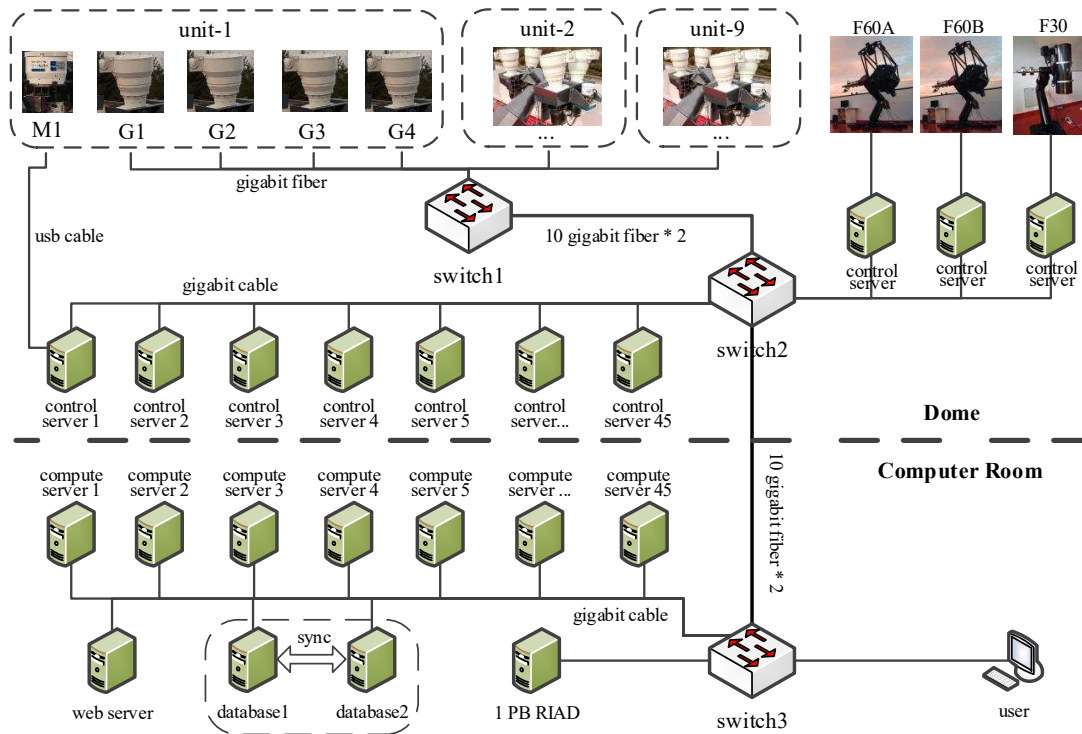 unit-1
unit-2
unit-9
F60A
F60B
F30
M1
G1
G2
G3
G4
...
...
gigabit fiber
usb cable
10 gigabit fiber * 2
switch1
control
server
control
server
control
server
gigabit cable
switch2
control
server 1
control
server 2
control
server 3
control
server 4
control
server 5
control
server...
control
server 45
Dome
Computer Room
compute
server 1
compute
server 2
compute
server 3
compute
server 4
compute
server 5
compute
server ...
compute
server 45
10 gigabit fiber * 2
gigabit cable
sync
web server
database1
database2
1 PB RIAD
switch3
user